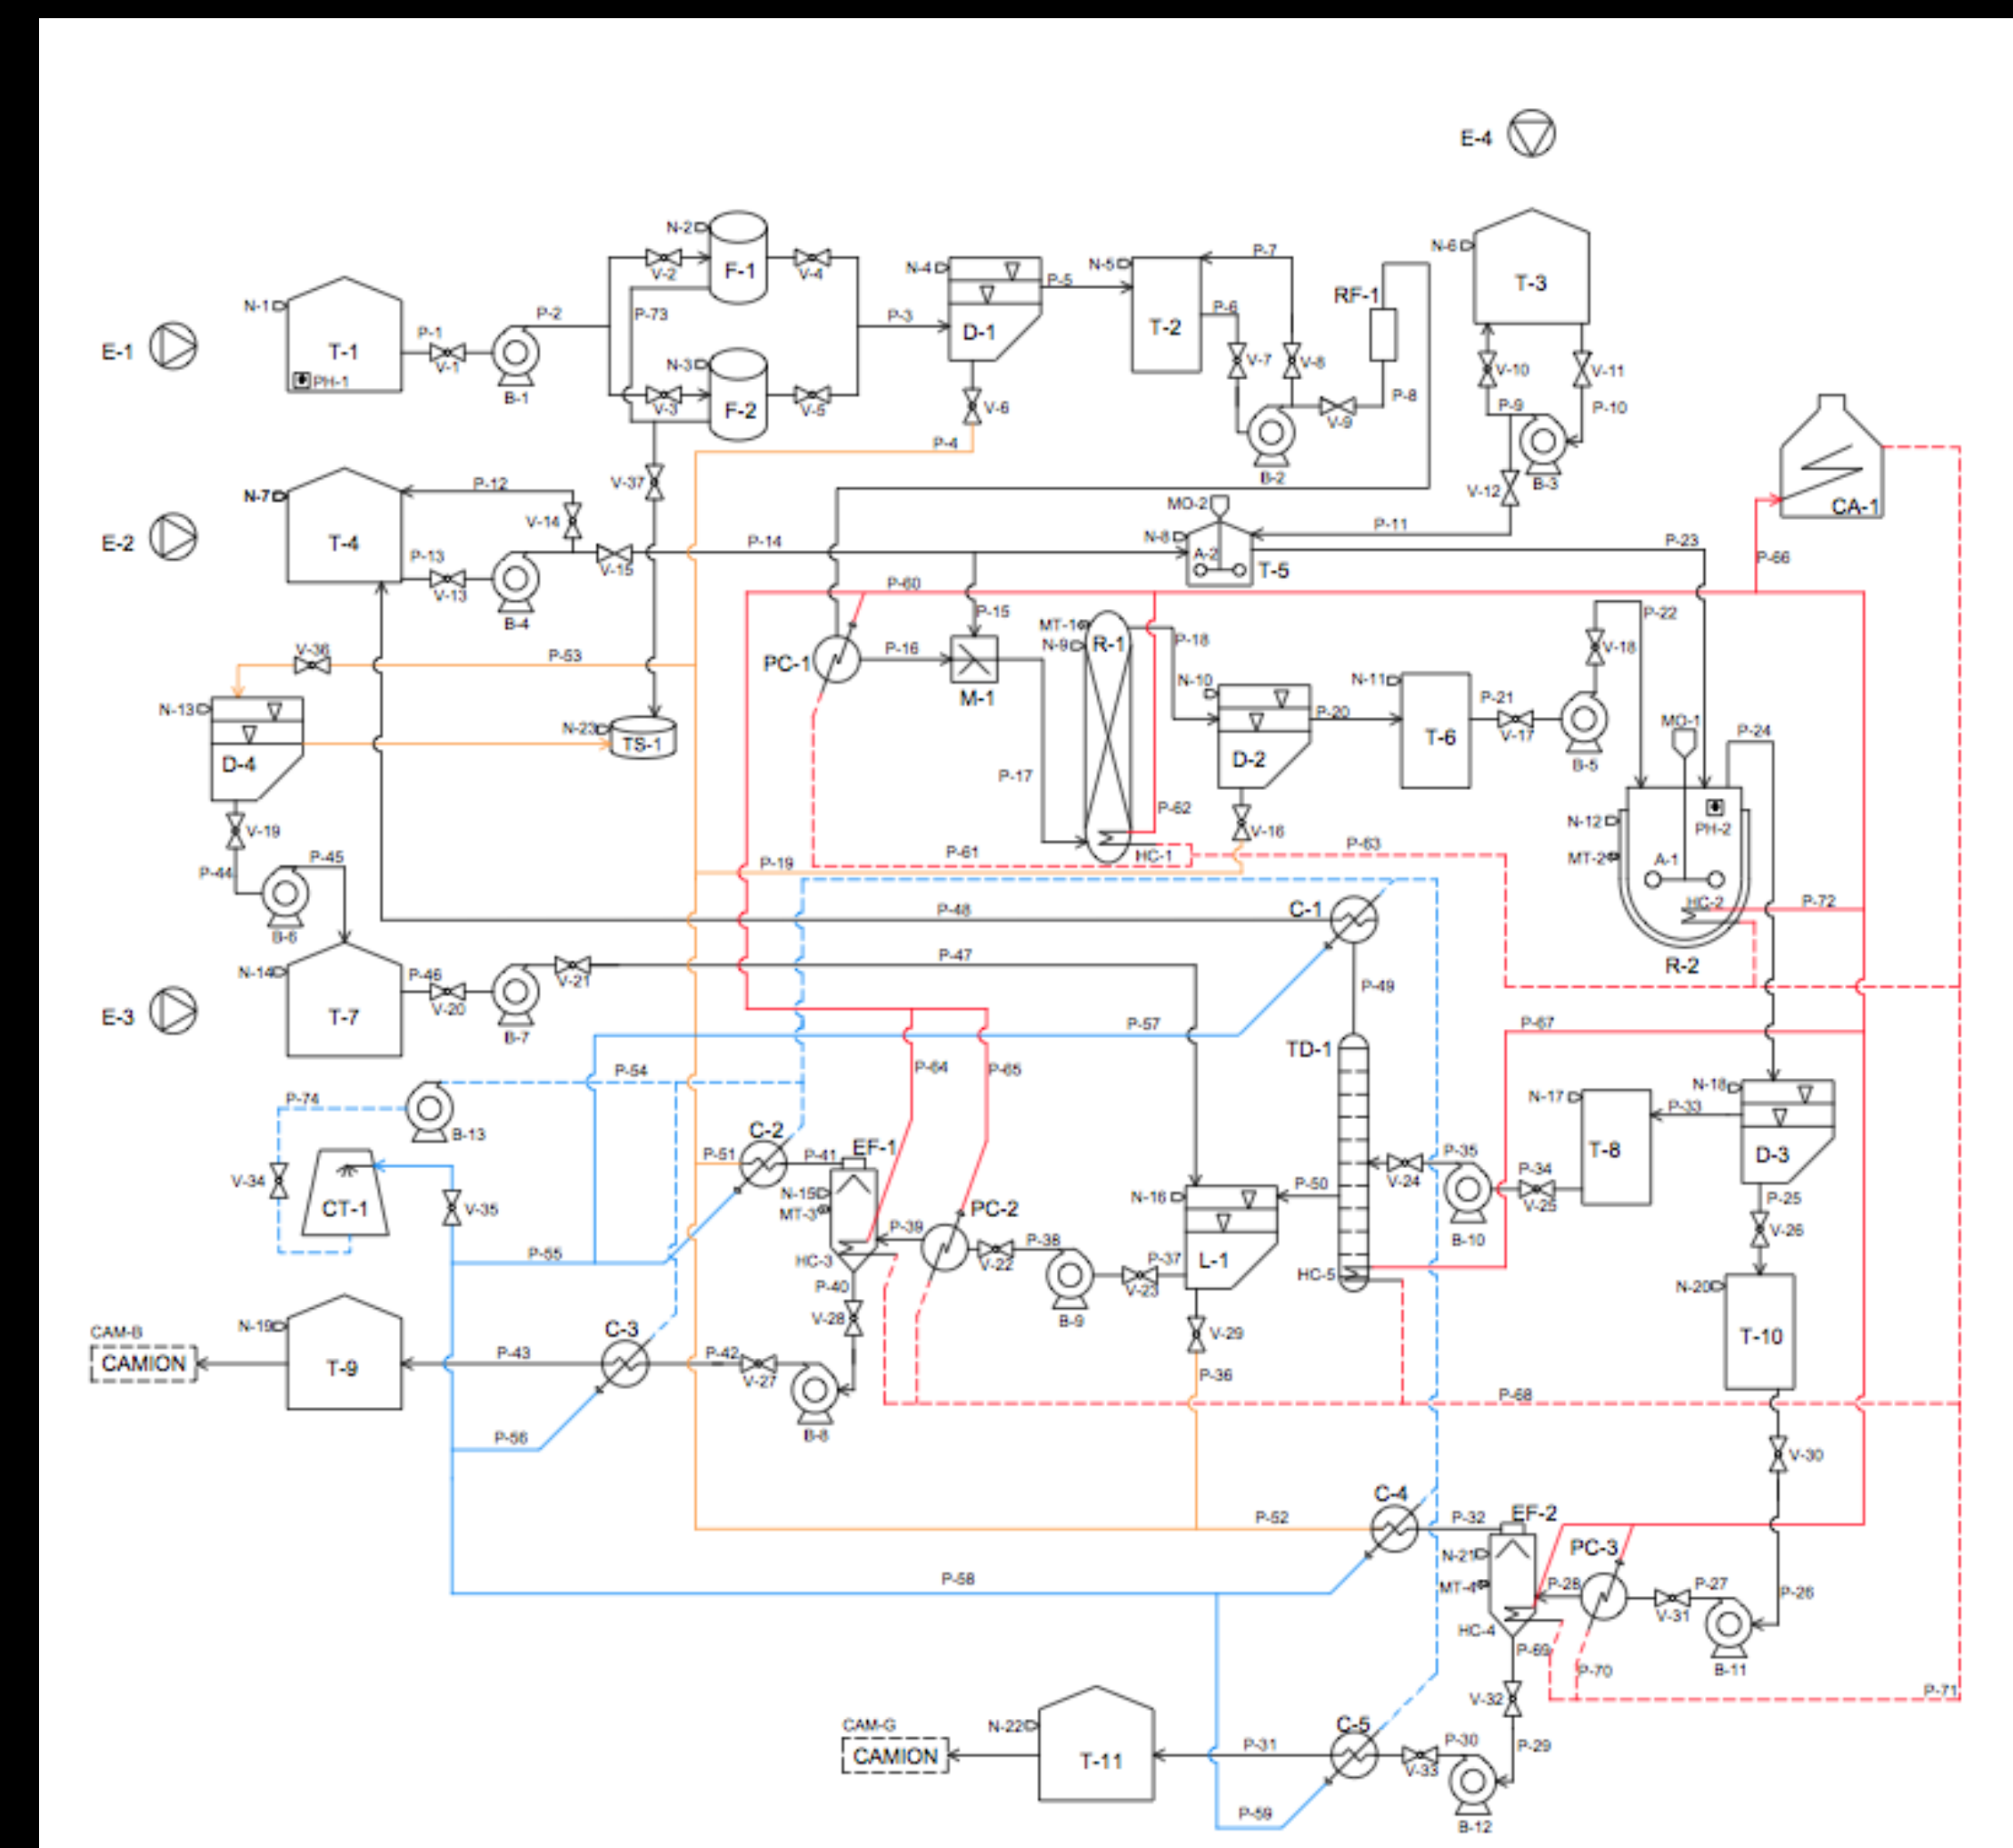 E-4
N-2
F-1
V-2
V-4
N-6
T-3
P-7
N-4
N-5
P-5
D-1
T-2
P-6
RF-1
N-1
T-1
PH-1
P-1
V-1
B-1
P-2
P-73
P-3
E-1
N-3
F-2
V-3
V-5
V-6
V-7
V-8
V-9
P-8
V-10
V-11
P-9
P-10
B-2
B-3
P-4
V-37
V-12
CA-1
N-7
T-4
P-12
V-14
E-2
P-13
V-13
B-4
V-15
P-14
MO-2
N-8
A-2
T-5
P-11
P-23
P-66
P-60
P-15
MT-1
N-9
R-1
P-18
P-22
V-18
V-36
P-53
PC-1
P-16
M-1
N-10
P-20
N-11
T-6
P-21
V-17
B-5
MO-1
P-24
N-13
D-4
N-23
TS-1
D-2
P-17
P-62
V-16
N-12
PH-2
MT-2
A-1
HC-2
P-72
R-2
V-19
P-45
P-44
B-6
P-19
P-61
HC-1
P-63
P-48
C-1
N-14
T-7
P-46
V-20
B-7
V-21
P-47
P-49
E-3
P-57
TD-1
P-67
P-54
P-64
P-65
P-74
B-13
C-2
P-51
P-41
EF-1
N-15
MT-3
HC-3
V-34
CT-1
V-35
P-55
P-39
PC-2
V-22
P-38
B-9
P-37
V-23
N-16
L-1
P-50
HC-5
V-24
P-35
B-10
P-34
V-25
N-17
T-8
P-33
N-18
D-3
P-25
V-26
P-40
V-28
V-29
P-36
N-20
T-10
CAM-B
CAMION
N-19
T-9
P-43
C-3
P-42
V-27
B-8
P-68
P-56
V-30
C-4
P-52
P-32
EF-2
N-21
MT-4
HC-4
P-28
PC-3
P-27
V-31
B-11
P-26
P-58
P-69
P-70
P-71
V-32
CAM-G
CAMION
N-22
T-11
P-31
C-5
P-30
V-33
B-12
P-29
P-59